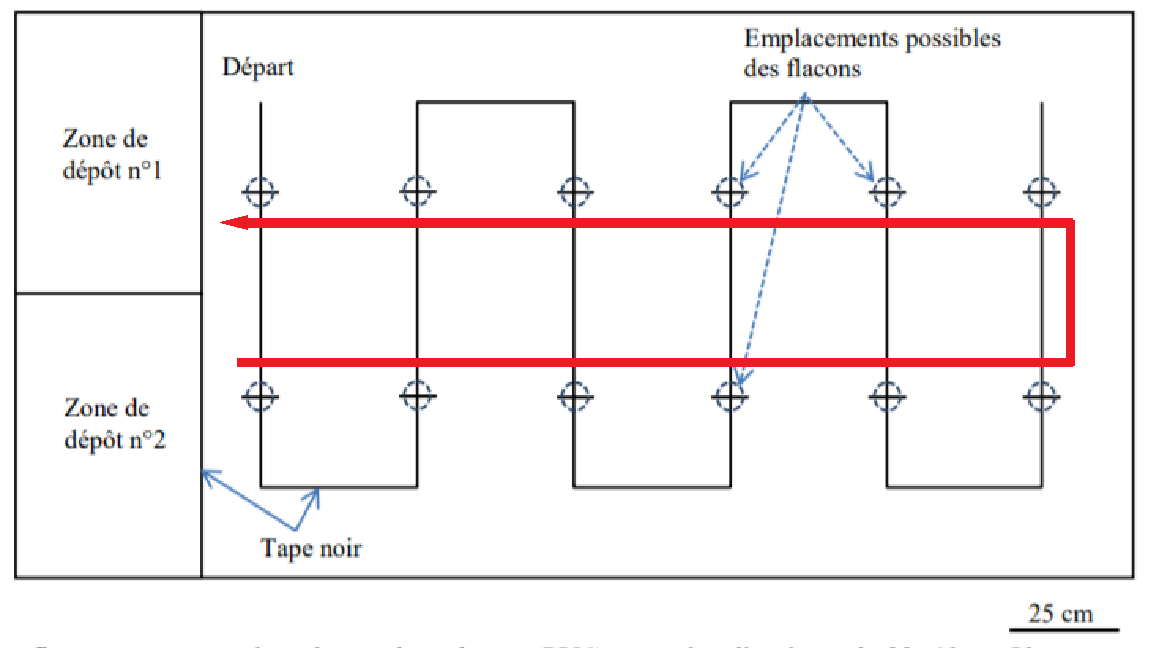 Emplacements possibles
des flacons
Départ
Zone de
dépôt n°1
Zone de
dépôt n°2
Tape noir
25 cm